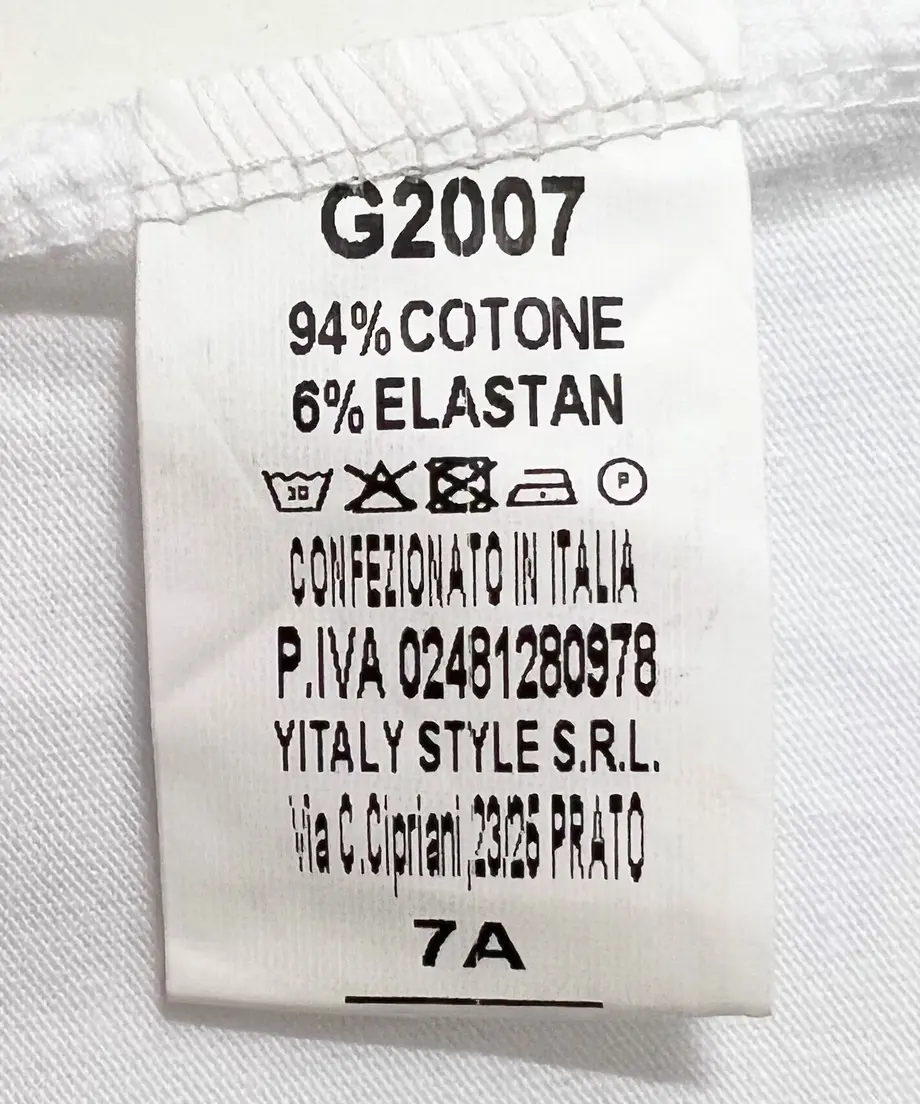 G2007
94% COTONE
6% ELASTAN
30 P
CONFEZIONATO IN ITALIA
P.IVA 02481280978
YITALY STYLE S.R.L.
Via C.Cipriani,23/25 PRATO
7A